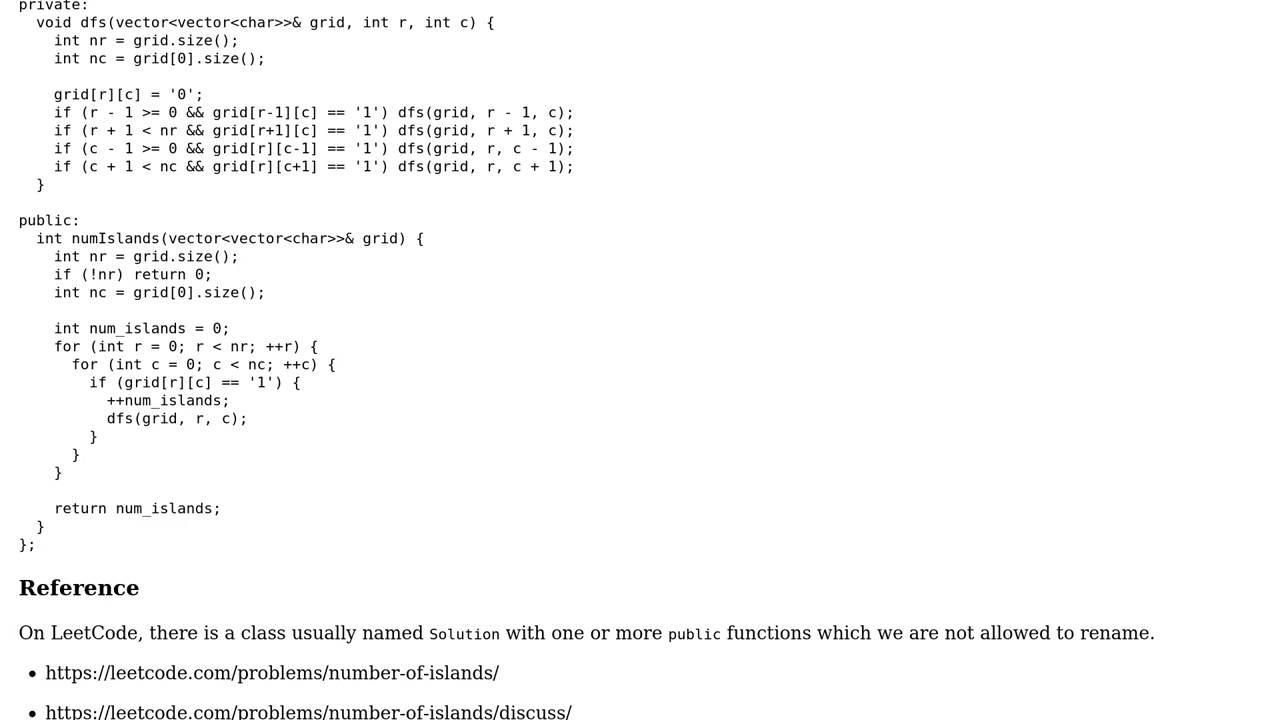 private:
  void dfs(vector<vector<char>>& grid, int r, int c) {
    int nr = grid.size();
    int nc = grid[0].size();

    grid[r][c] = '0';
    if (r - 1 >= 0 && grid[r-1][c] == '1') dfs(grid, r - 1, c);
    if (r + 1 < nr && grid[r+1][c] == '1') dfs(grid, r + 1, c);
    if (c - 1 >= 0 && grid[r][c-1] == '1') dfs(grid, r, c - 1);
    if (c + 1 < nc && grid[r][c+1] == '1') dfs(grid, r, c + 1);
  }

public:
  int numIslands(vector<vector<char>>& grid) {
    int nr = grid.size();
    if (!nr) return 0;
    int nc = grid[0].size();

    int num_islands = 0;
    for (int r = 0; r < nr; ++r) {
      for (int c = 0; c < nc; ++c) {
        if (grid[r][c] == '1') {
          ++num_islands;
          dfs(grid, r, c);
        }
      }
    }

    return num_islands;
  }
};
Reference
On LeetCode, there is a class usually named Solution with one or more public functions which we are not allowed to rename.
• https://leetcode.com/problems/number-of-islands/
• https://leetcode.com/problems/number-of-islands/discuss/